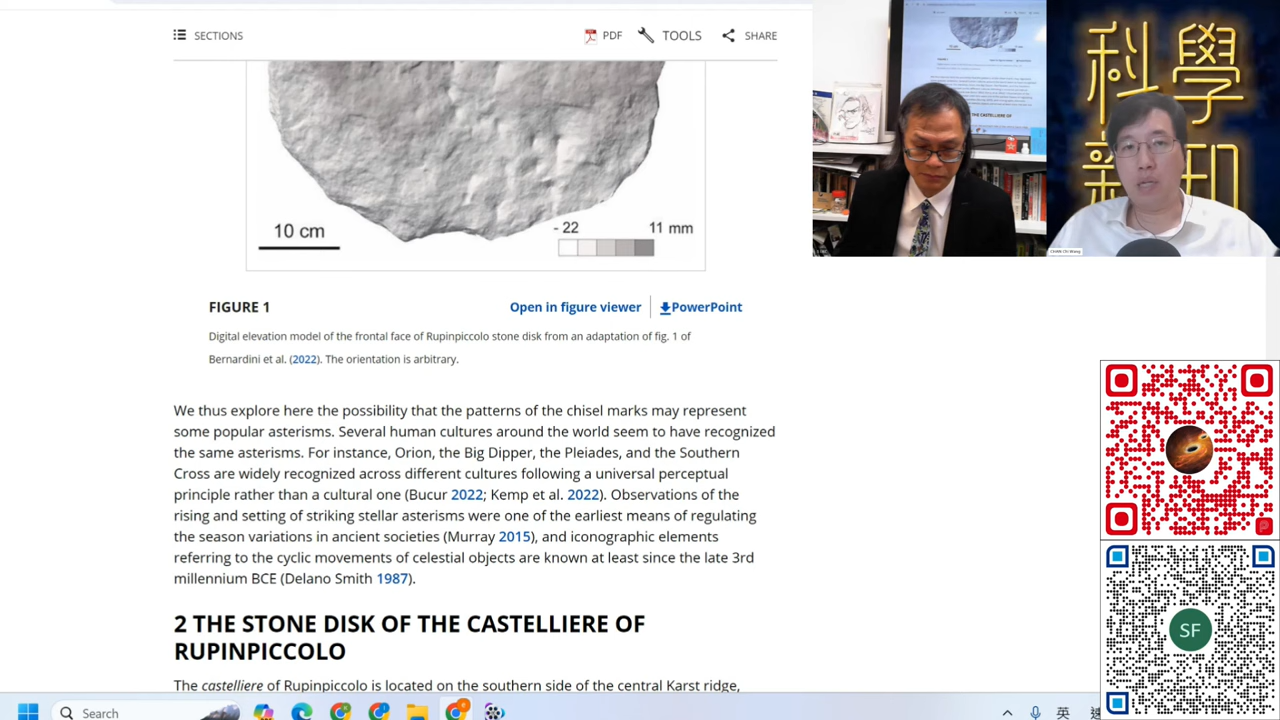 SECTIONS
PDF
TOOLS
SHARE
10 cm
- 22
11 mm
FIGURE 1
Open in figure viewer
PowerPoint
Digital elevation model of the frontal face of Rupinpiccolo stone disk from an adaptation of fig. 1 of
Bernardini et al. (2022). The orientation is arbitrary.
We thus explore here the possibility that the patterns of the chisel marks may represent
some popular asterisms. Several human cultures around the world seem to have recognized
the same asterisms. For instance, Orion, the Big Dipper, the Pleiades, and the Southern
Cross are widely recognized across different cultures following a universal perceptual
principle rather than a cultural one (Bucur 2022; Kemp et al. 2022). Observations of the
rising and setting of striking stellar asterisms were one of the earliest means of regulating
the season variations in ancient societies (Murray 2015), and iconographic elements
referring to the cyclic movements of celestial objects are known at least since the late 3rd
millennium BCE (Delano Smith 1987).
2 THE STONE DISK OF THE CASTELLIERE OF
RUPINPICCOLO
The castelliere of Rupinpiccolo is located on the southern side of the central Karst ridge,
科學
新知
SF
Search
英